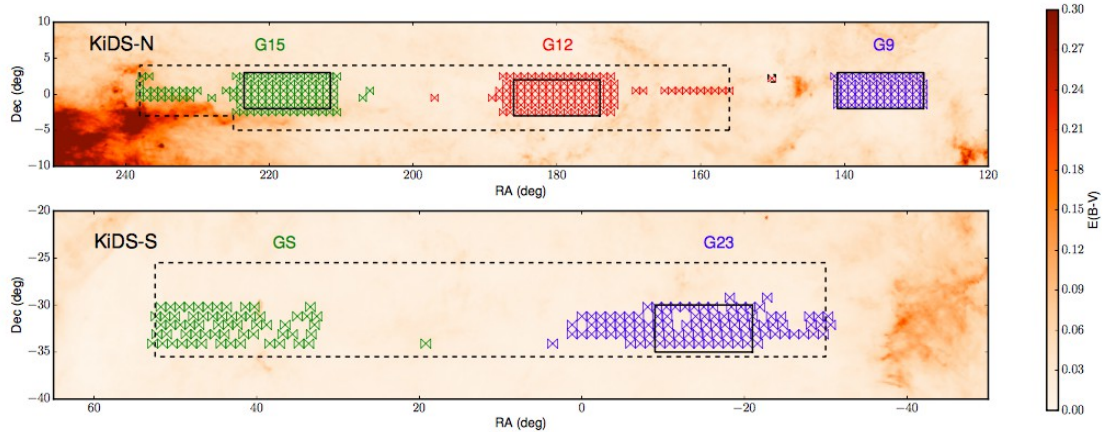 KiDS-N
G15
G12
G9
Dec (deg)
10
5
0
−5
−10
240
220
200
180
160
140
120
RA (deg)
KiDS-S
GS
G23
Dec (deg)
−20
−25
−30
−35
−40
60
40
20
0
−20
−40
RA (deg)
0.30
0.27
0.24
0.21
0.18
0.15
0.12
0.09
0.06
0.03
0.00
E(B-V)